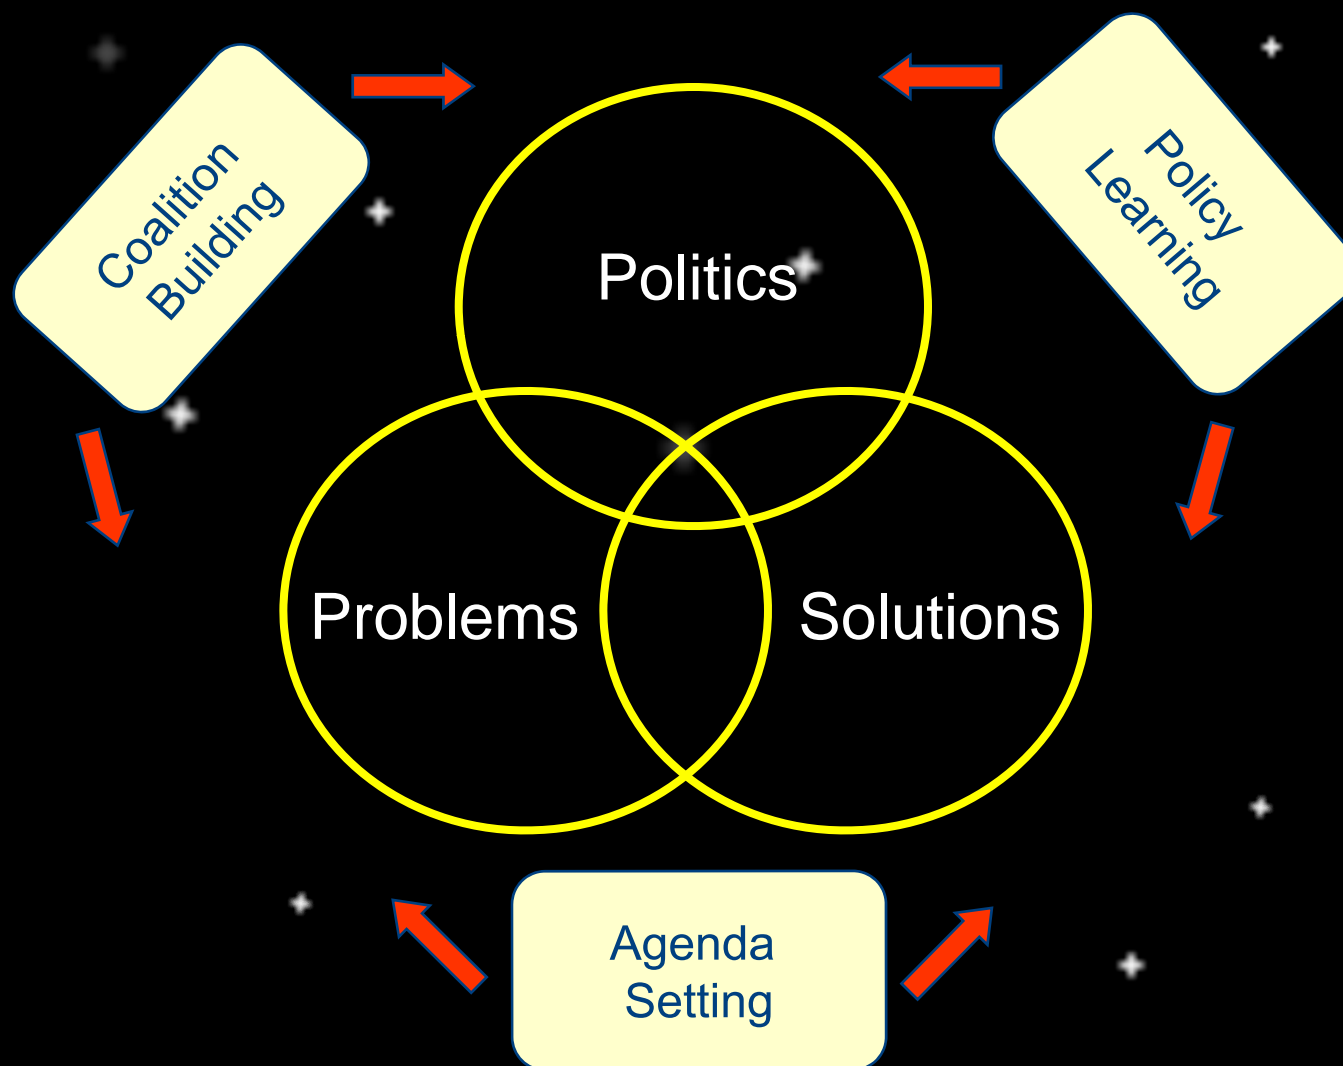 Coalition
Building
Policy
Learning
Politics
Problems
Solutions
Agenda
Setting